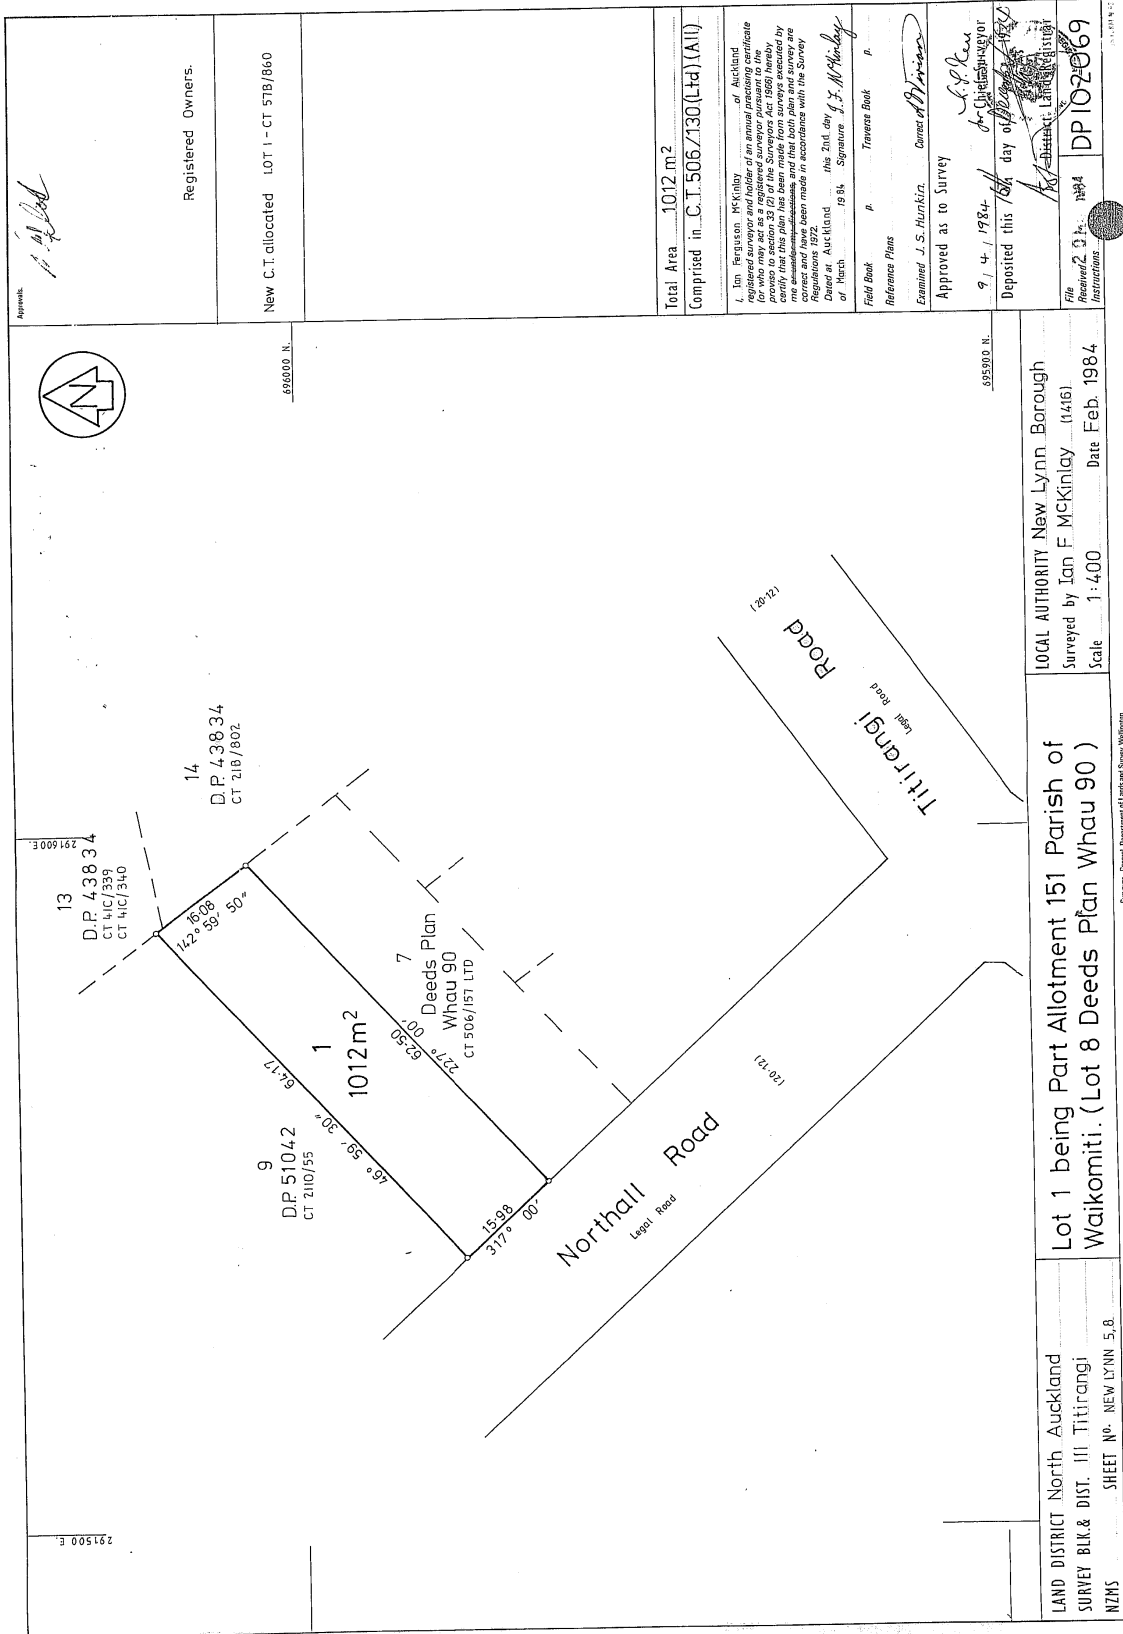 Approvals.
Registered Owners.
New C.T. allocated LOT 1 - CT 57B/860
Total Area 1012 m²
Comprised in C.T. 506/130 (Ltd) (All)
I, Ian Ferguson McKinlay of Auckland
registered surveyor and holder of an annual practising certificate
(or who may act as a registered surveyor pursuant to the
proviso to section 33 (2) of the Surveyors Act 1966) hereby
certify that this plan has been made from surveys executed by
me or under my directions, and that both plan and survey are
correct and have been made in accordance with the Survey
Regulations 1972.
Dated at Auckland this 2nd day
of March 1984 Signature I. F. McKinlay
Field Book p. Traverse Book p.
Reference Plans
Examined J. S. Hunkin. Correct
Approved as to Survey
9 / 4 / 1984 for Chief Surveyor
Deposited this day of
District Land Registrar
File
Received
Instructions
DP 102069
696000 N.
695900 N.
291600 E.
291500 E.
N
13
D.P. 43834
CT 41C/339
CT 41C/340
14
D.P. 43834
CT 21B/802
16·08
142° 59′ 50″
64·17
46° 59′ 30″
1
1012 m²
62·50
227° 00′
7
Deeds Plan
Whau 90
CT 506/157 LTD
9
D.P. 51042
CT 2110/55
15·98
317° 00′
Northall Road
Legal Road
(20·12)
Titirangi Road
Legal Road
(20·12)
LAND DISTRICT North Auckland
SURVEY BLK. & DIST. III Titirangi
NZMS SHEET No. NEW LYNN 5,8
Lot 1 being Part Allotment 151 Parish of
Waikomiti. (Lot 8 Deeds Plan Whau 90)
LOCAL AUTHORITY New Lynn Borough
Surveyed by Ian F McKinlay (1416)
Scale 1:400 Date Feb. 1984